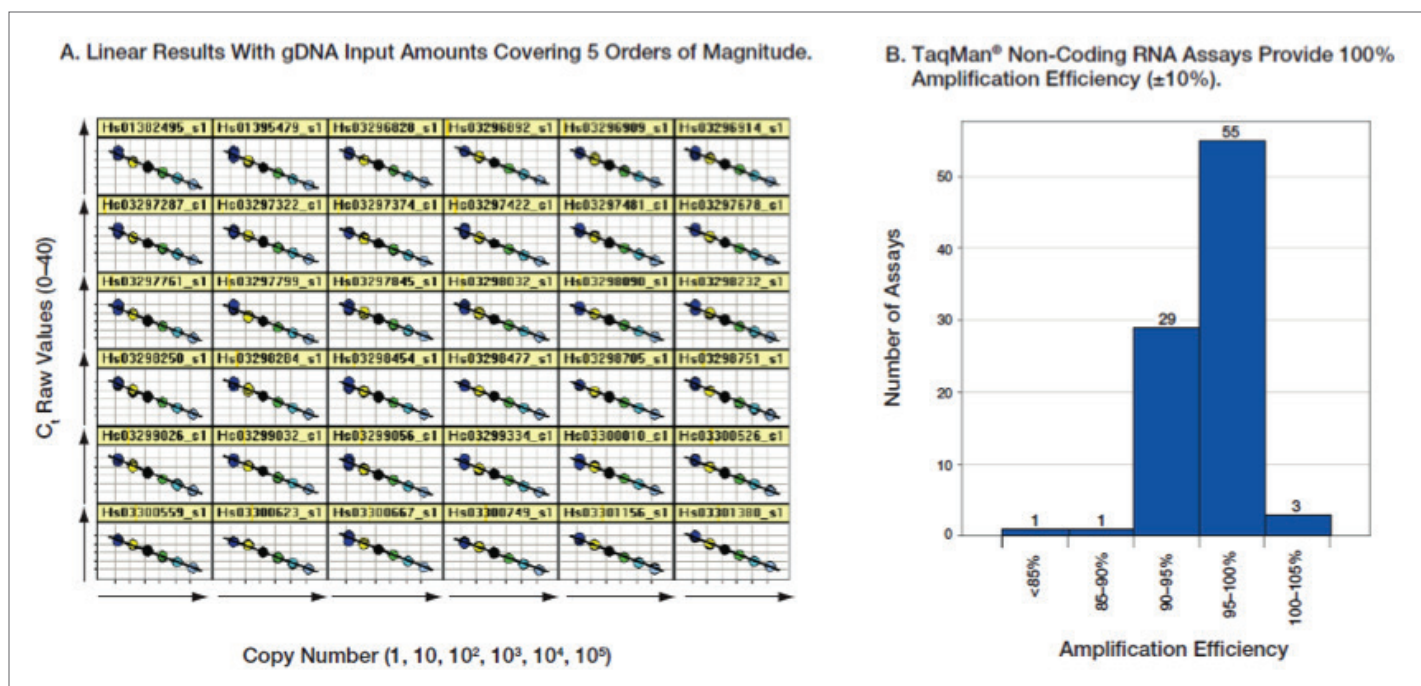 A. Linear Results With gDNA Input Amounts Covering 5 Orders of Magnitude.
Hs01382495_s1 Hs01395479_s1 Hs03296828_s1 Hs03296892_s1 Hs03296909_s1 Hs03296914_s1
Hs03297287_s1 Hs03297322_s1 Hs03297374_s1 Hs03297422_s1 Hs03297481_s1 Hs03297678_s1
Hs03297761_s1 Hs03297799_s1 Hs03297845_s1 Hs03298032_s1 Hs03298090_s1 Hs03298232_s1
Hs03298250_s1 Hs03298284_s1 Hs03298454_s1 Hs03298477_s1 Hs03298705_s1 Hs03298751_s1
Hs03299026_s1 Hs03299032_s1 Hs03299056_s1 Hs03299334_s1 Hs03300010_s1 Hs03300526_s1
Hs03300559_s1 Hs03300623_s1 Hs03300667_s1 Hs03300749_s1 Hs03301156_s1 Hs03301380_s1
Cₜ Raw Values (0–40)
Copy Number (1, 10, 10², 10³, 10⁴, 10⁵)
B. TaqMan® Non-Coding RNA Assays Provide 100%
Amplification Efficiency (±10%).
Number of Assays
50
40
30
20
10
0
1
1
29
55
3
<85%
85–90%
90–95%
95–100%
100–105%
Amplification Efficiency